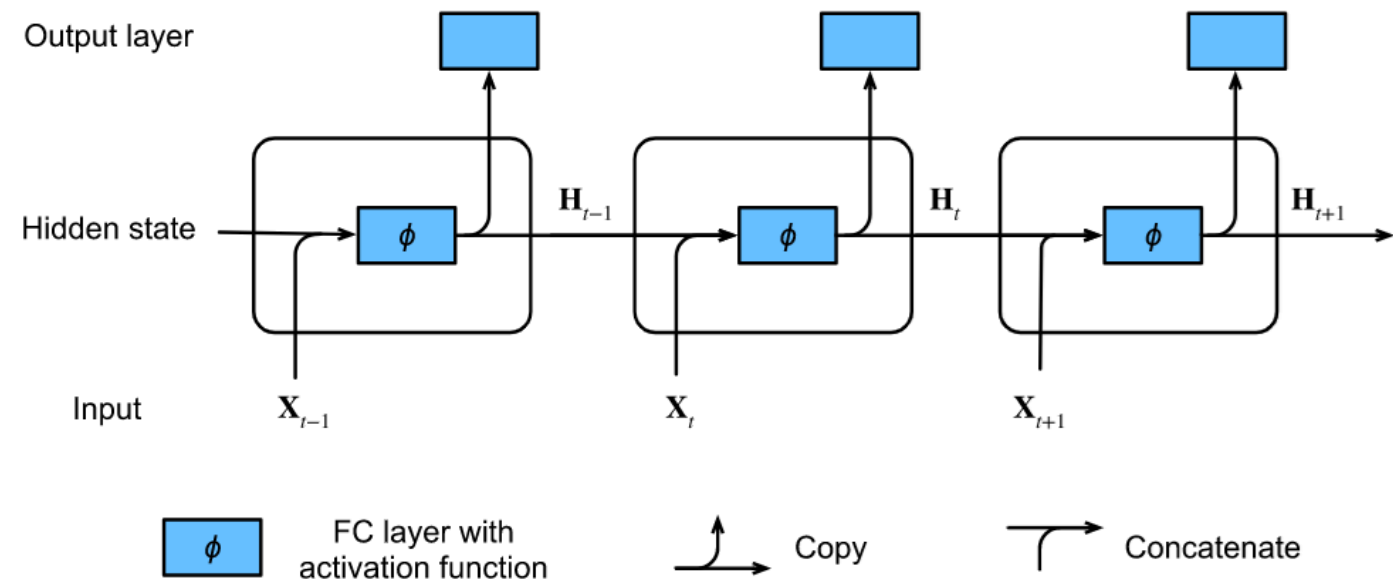 Output layer
Hidden state
H_{t-1}
H_t
H_{t+1}
ϕ
ϕ
ϕ
Input
X_{t-1}
X_t
X_{t+1}
ϕ
FC layer with
activation function
Copy
Concatenate